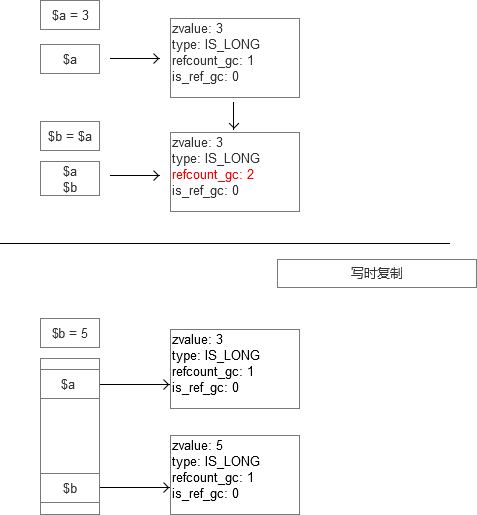 $a = 3
$a
zvalue: 3
type: IS_LONG
refcount_gc: 1
is_ref_gc: 0
$b = $a
$a
$b
zvalue: 3
type: IS_LONG
refcount_gc: 2
is_ref_gc: 0
写时复制
$b = 5
$a
zvalue: 3
type: IS_LONG
refcount_gc: 1
is_ref_gc: 0
$b
zvalue: 5
type: IS_LONG
refcount_gc: 1
is_ref_gc: 0